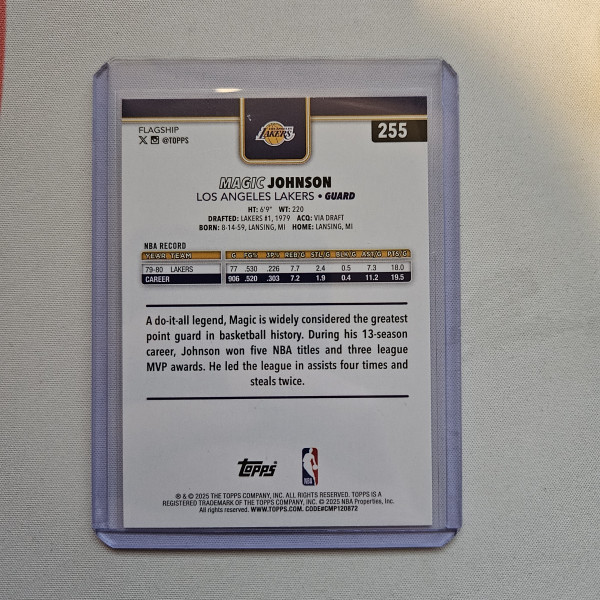 FLAGSHIP
@TOPPS
LOS ANGELES LAKERS
255
MAGIC JOHNSON
LOS ANGELES LAKERS • GUARD
HT: 6'9" WT: 220
DRAFTED: LAKERS #1, 1979 ACQ: VIA DRAFT
BORN: 8-14-59, LANSING, MI HOME: LANSING, MI
NBA RECORD
YEAR TEAM G FG% 3P% REB/G STL/G BLK/G AST/G PTS/G
79-80 LAKERS 77 .530 .226 7.7 2.4 0.5 7.3 18.0
CAREER 906 .520 .303 7.2 1.9 0.4 11.2 19.5
A do-it-all legend, Magic is widely considered the greatest
point guard in basketball history. During his 13-season
career, Johnson won five NBA titles and three league
MVP awards. He led the league in assists four times and
steals twice.
Topps
NBA
® & © 2025 THE TOPPS COMPANY, INC. ALL RIGHTS RESERVED. TOPPS IS A
REGISTERED TRADEMARK OF THE TOPPS COMPANY, INC. © 2025 NBA Properties, Inc.
All rights reserved. WWW.TOPPS.COM. CODE#CMP120872